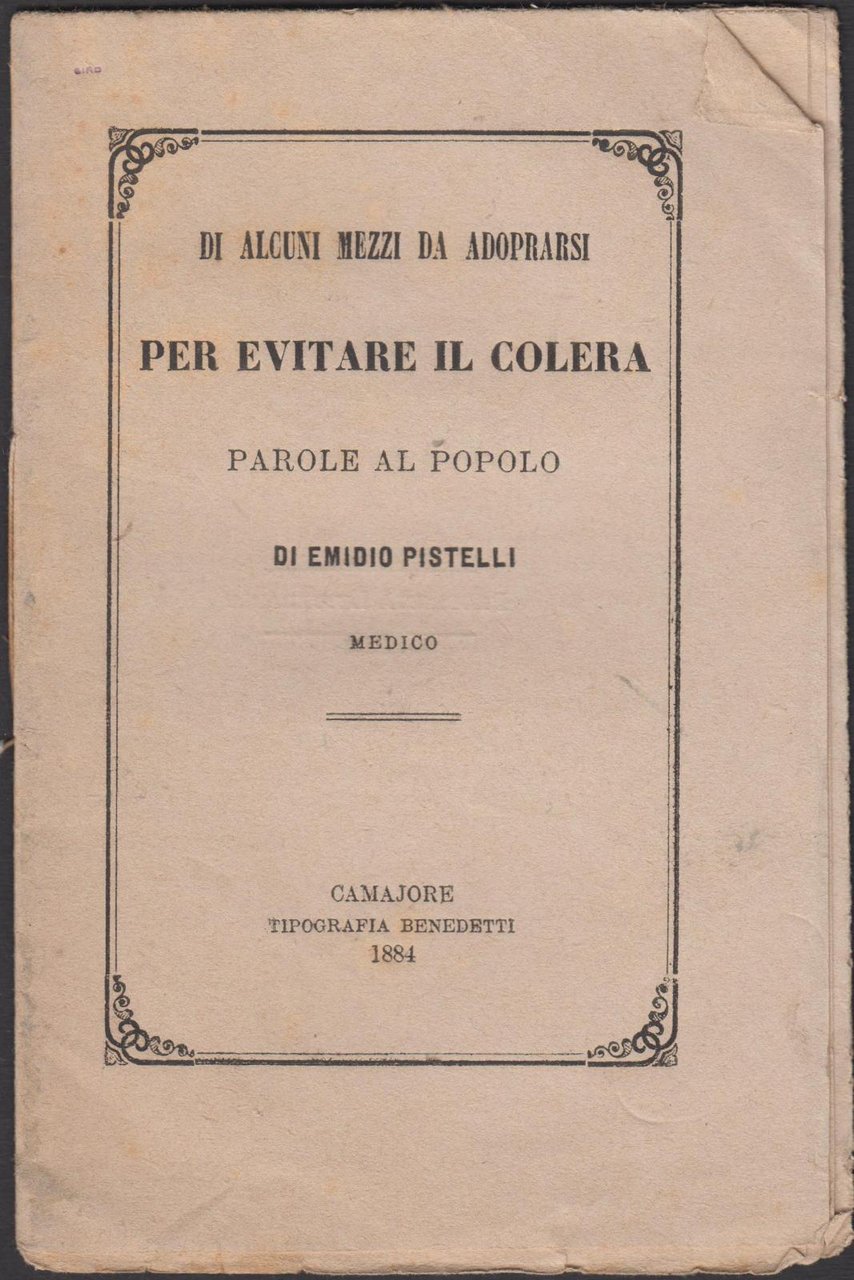 DI ALCUNI MEZZI DA ADOPRARSI
PER EVITARE IL COLERA
PAROLE AL POPOLO
DI EMIDIO PISTELLI
MEDICO
CAMAJORE
TIPOGRAFIA BENEDETTI
1884